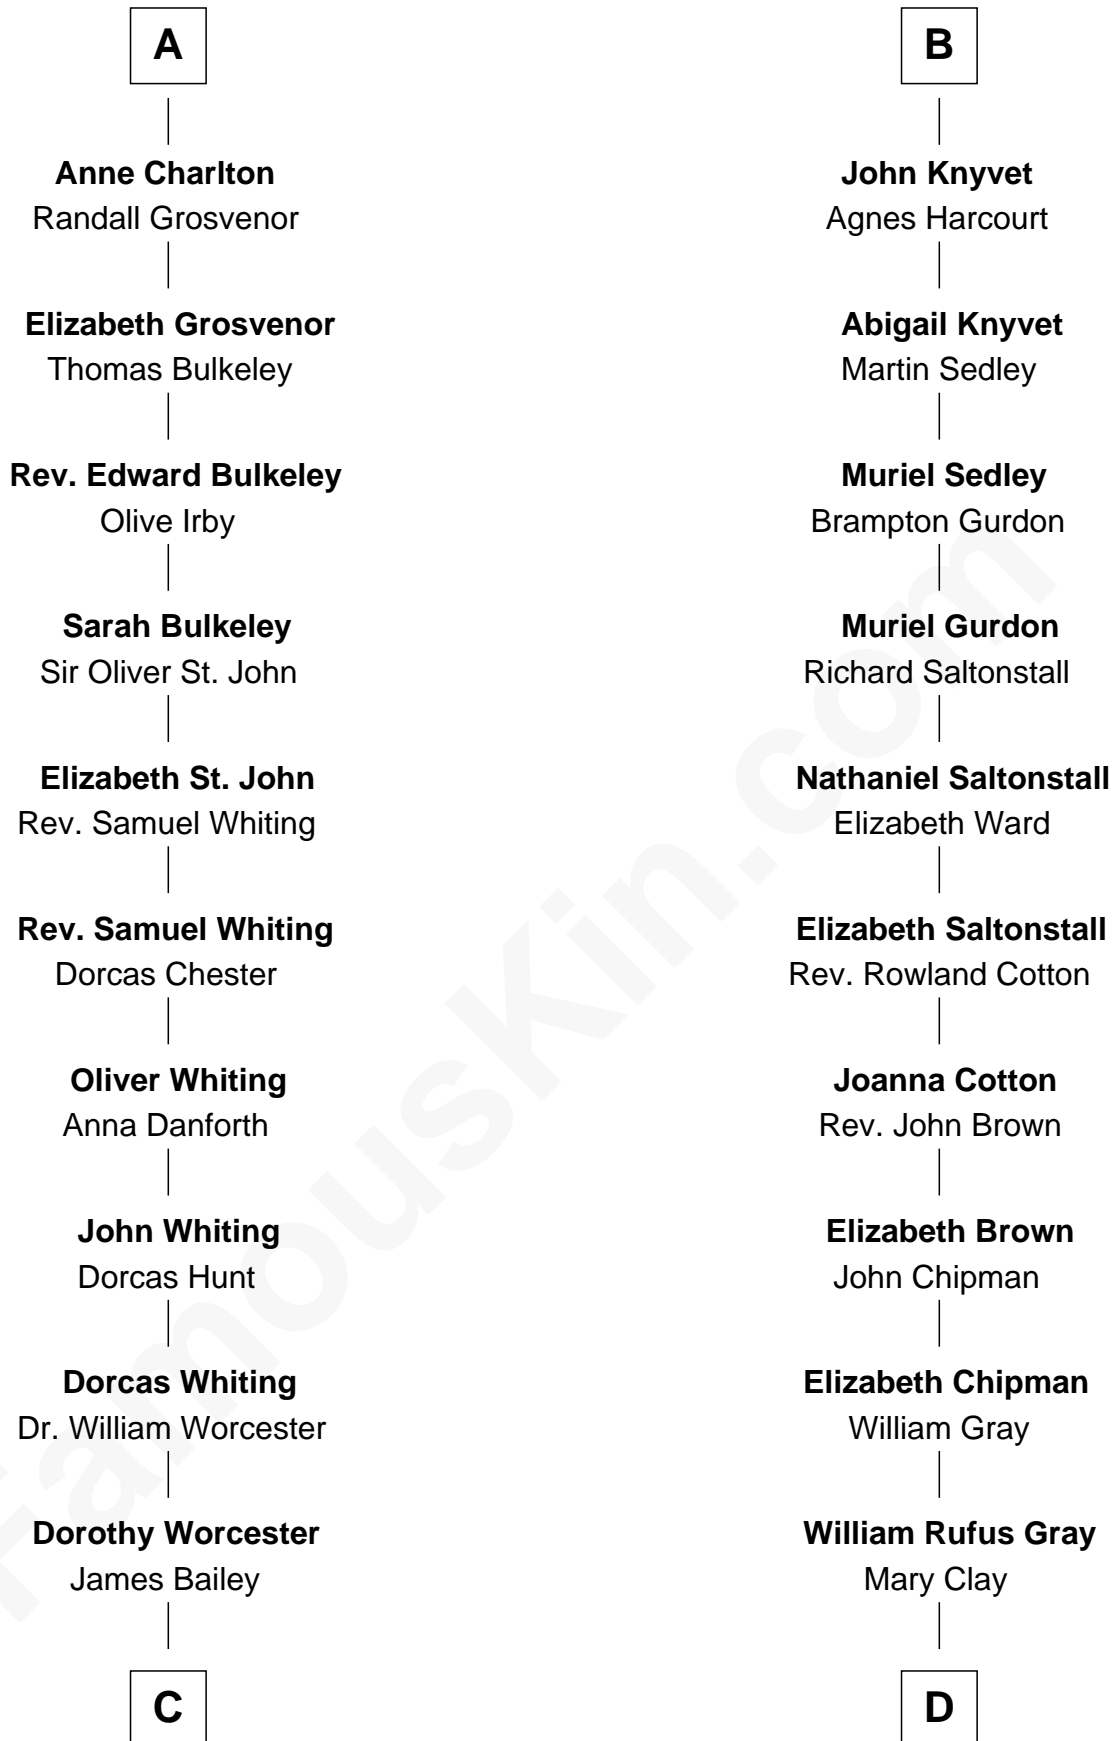 A
Anne Charlton
Randall Grosvenor
Elizabeth Grosvenor
Thomas Bulkeley
Rev. Edward Bulkeley
Olive Irby
Sarah Bulkeley
Sir Oliver St. John
Elizabeth St. John
Rev. Samuel Whiting
Rev. Samuel Whiting
Dorcas Chester
Oliver Whiting
Anna Danforth
John Whiting
Dorcas Hunt
Dorcas Whiting
Dr. William Worcester
Dorothy Worcester
James Bailey
C
B
John Knyvet
Agnes Harcourt
Abigail Knyvet
Martin Sedley
Muriel Sedley
Brampton Gurdon
Muriel Gurdon
Richard Saltonstall
Nathaniel Saltonstall
Elizabeth Ward
Elizabeth Saltonstall
Rev. Rowland Cotton
Joanna Cotton
Rev. John Brown
Elizabeth Brown
John Chipman
Elizabeth Chipman
William Gray
William Rufus Gray
Mary Clay
D
FamousKin.com